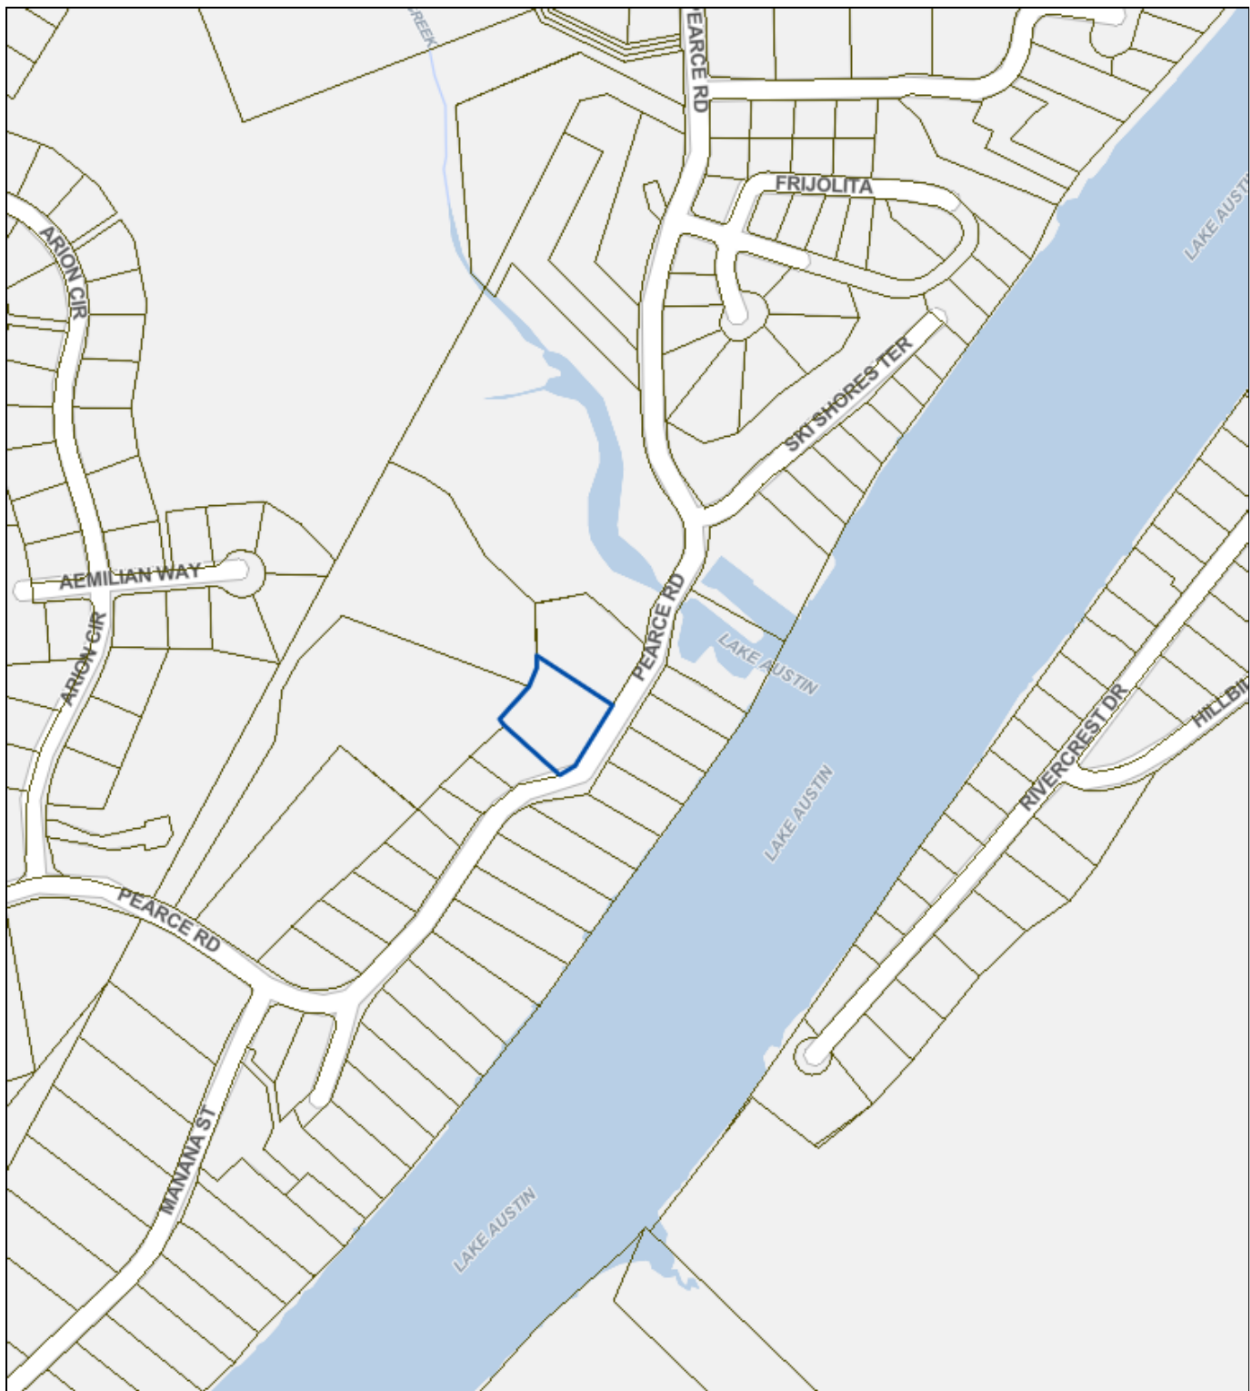 CREEK
PEARCE RD
FRIJOLITA
LAKE AUSTIN
ARION CIR
SKI SHORES TER
AEMILIAN WAY
PEARCE RD
ARION CIR
LAKE AUSTIN
RIVERCREST DR
LAKE AUSTIN
PEARCE RD
MANANA ST
LAKE AUSTIN